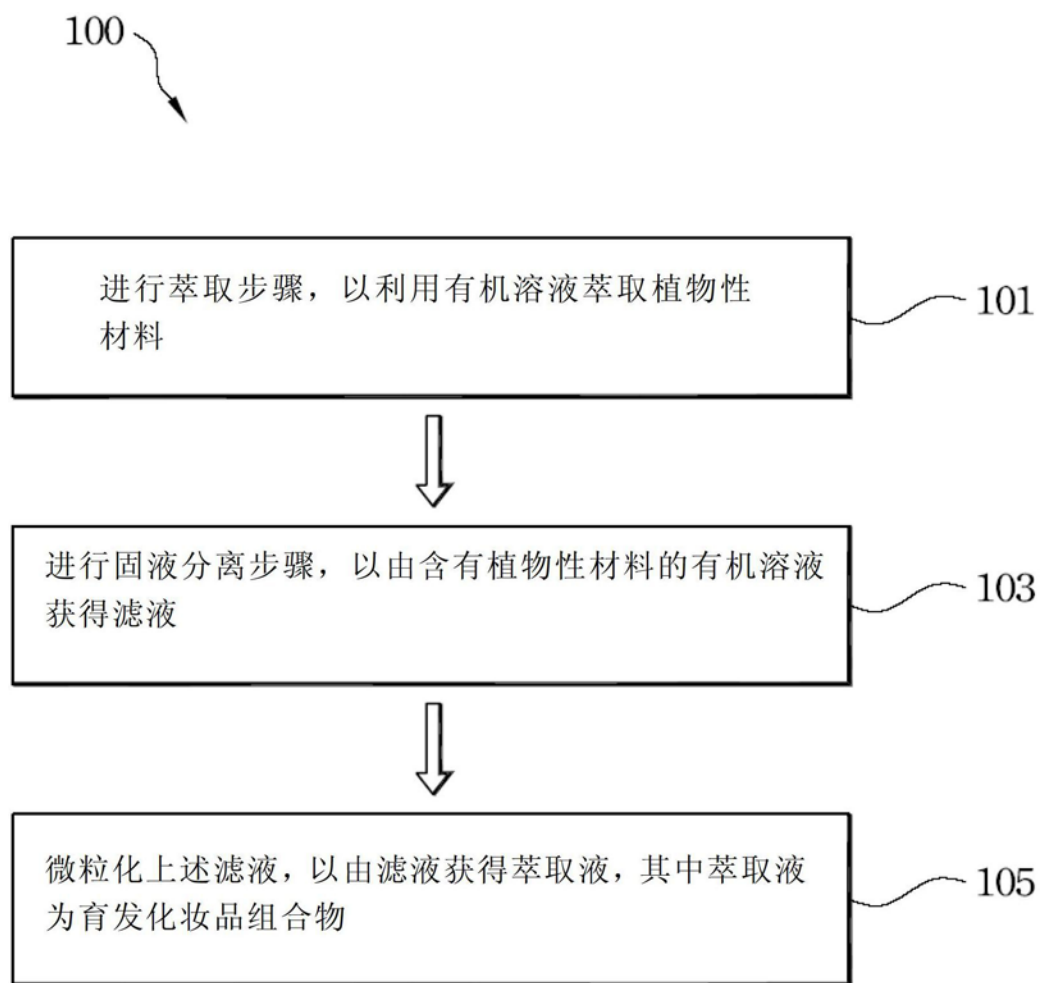 100
进行萃取步骤，以利用有机溶液萃取植物性
材料
101
进行固液分离步骤，以由含有植物性材料的有机溶液
获得滤液
103
微粒化上述滤液，以由滤液获得萃取液，其中萃取液
为育发化妆品组合物
105